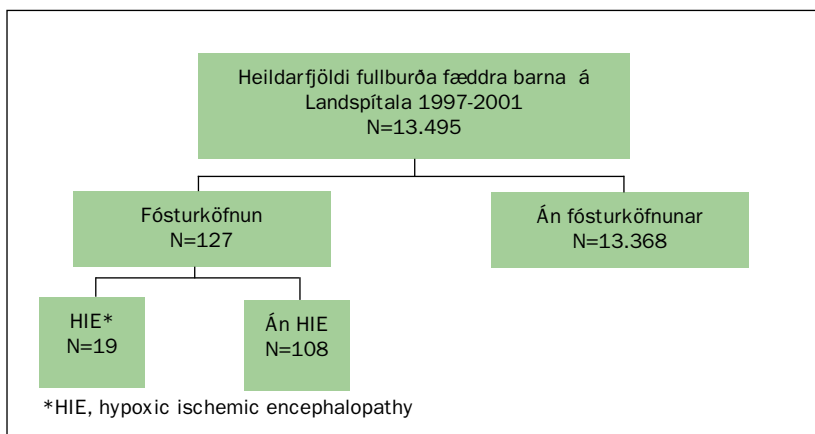 Heildarfjöldi fullburða fæddra barna á
Landspítala 1997-2001
N=13.495
Fósturköfnun
N=127
Án fósturköfnunar
N=13.368
HIE*
N=19
Án HIE
N=108
*HIE, hypoxic ischemic encephalopathy